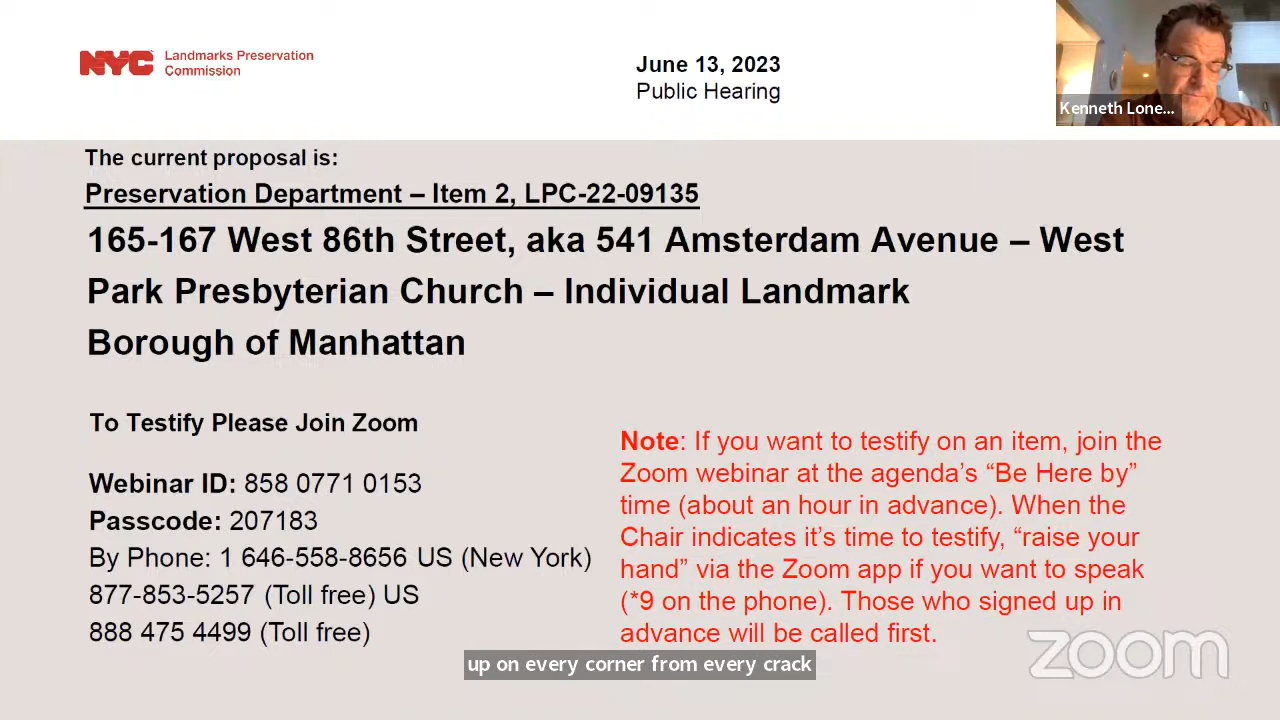 NYC Landmarks Preservation
Commission
June 13, 2023
Public Hearing
Kenneth Lone...
The current proposal is:
Preservation Department – Item 2, LPC-22-09135
165-167 West 86th Street, aka 541 Amsterdam Avenue – West
Park Presbyterian Church – Individual Landmark
Borough of Manhattan
To Testify Please Join Zoom
Webinar ID: 858 0771 0153
Passcode: 207183
By Phone: 1 646-558-8656 US (New York)
877-853-5257 (Toll free) US
888 475 4499 (Toll free)
Note: If you want to testify on an item, join the
Zoom webinar at the agenda’s “Be Here by”
time (about an hour in advance). When the
Chair indicates it’s time to testify, “raise your
hand” via the Zoom app if you want to speak
(*9 on the phone). Those who signed up in
advance will be called first.
up on every corner from every crack
zoom